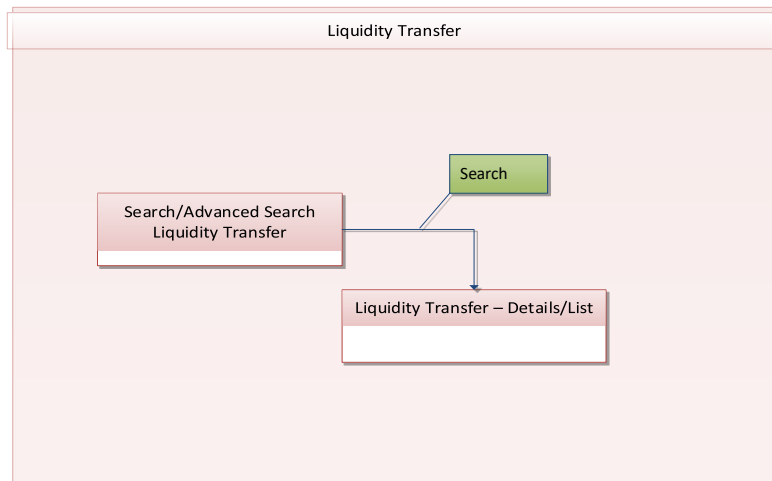 Liquidity Transfer
Search
Search/Advanced Search
Liquidity Transfer
Liquidity Transfer – Details/List